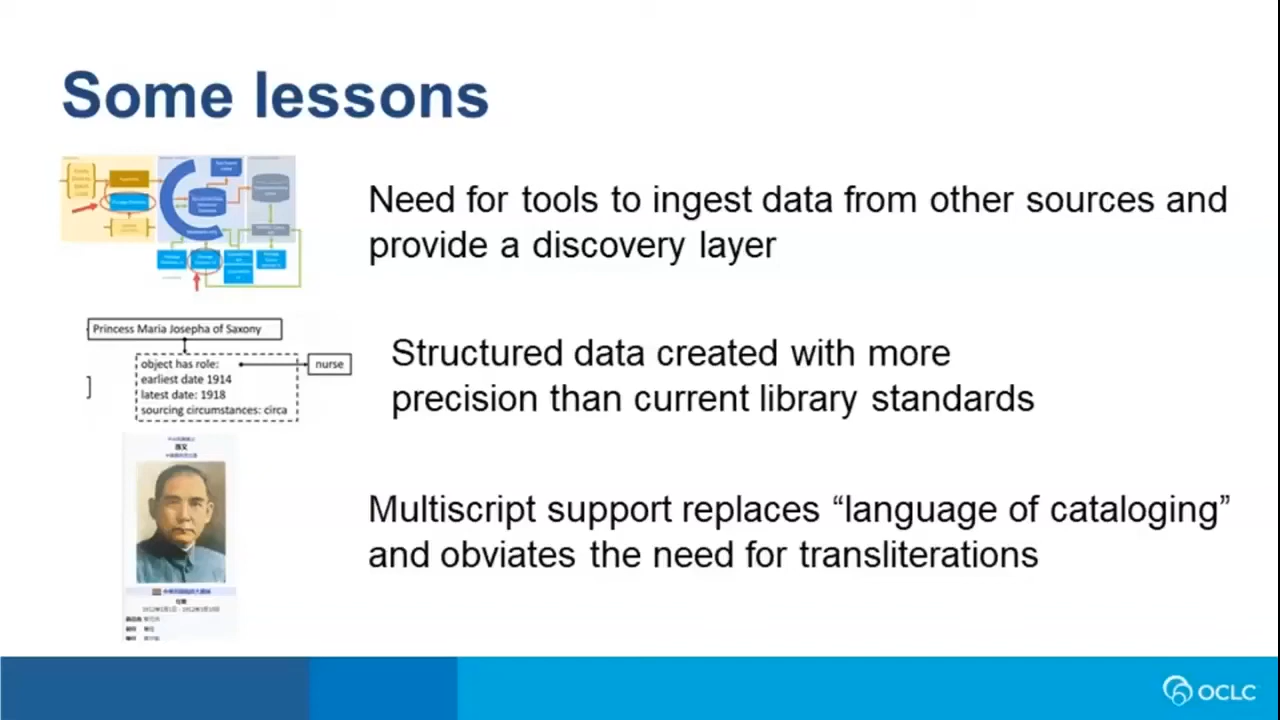 Some lessons
Need for tools to ingest data from other sources and
provide a discovery layer
Princess Maria Josepha of Saxony
object has role:
nurse
earliest date 1914
latest date: 1918
sourcing circumstances: circa
]
Structured data created with more
precision than current library standards
Multiscript support replaces “language of cataloging”
and obviates the need for transliterations
OCLC